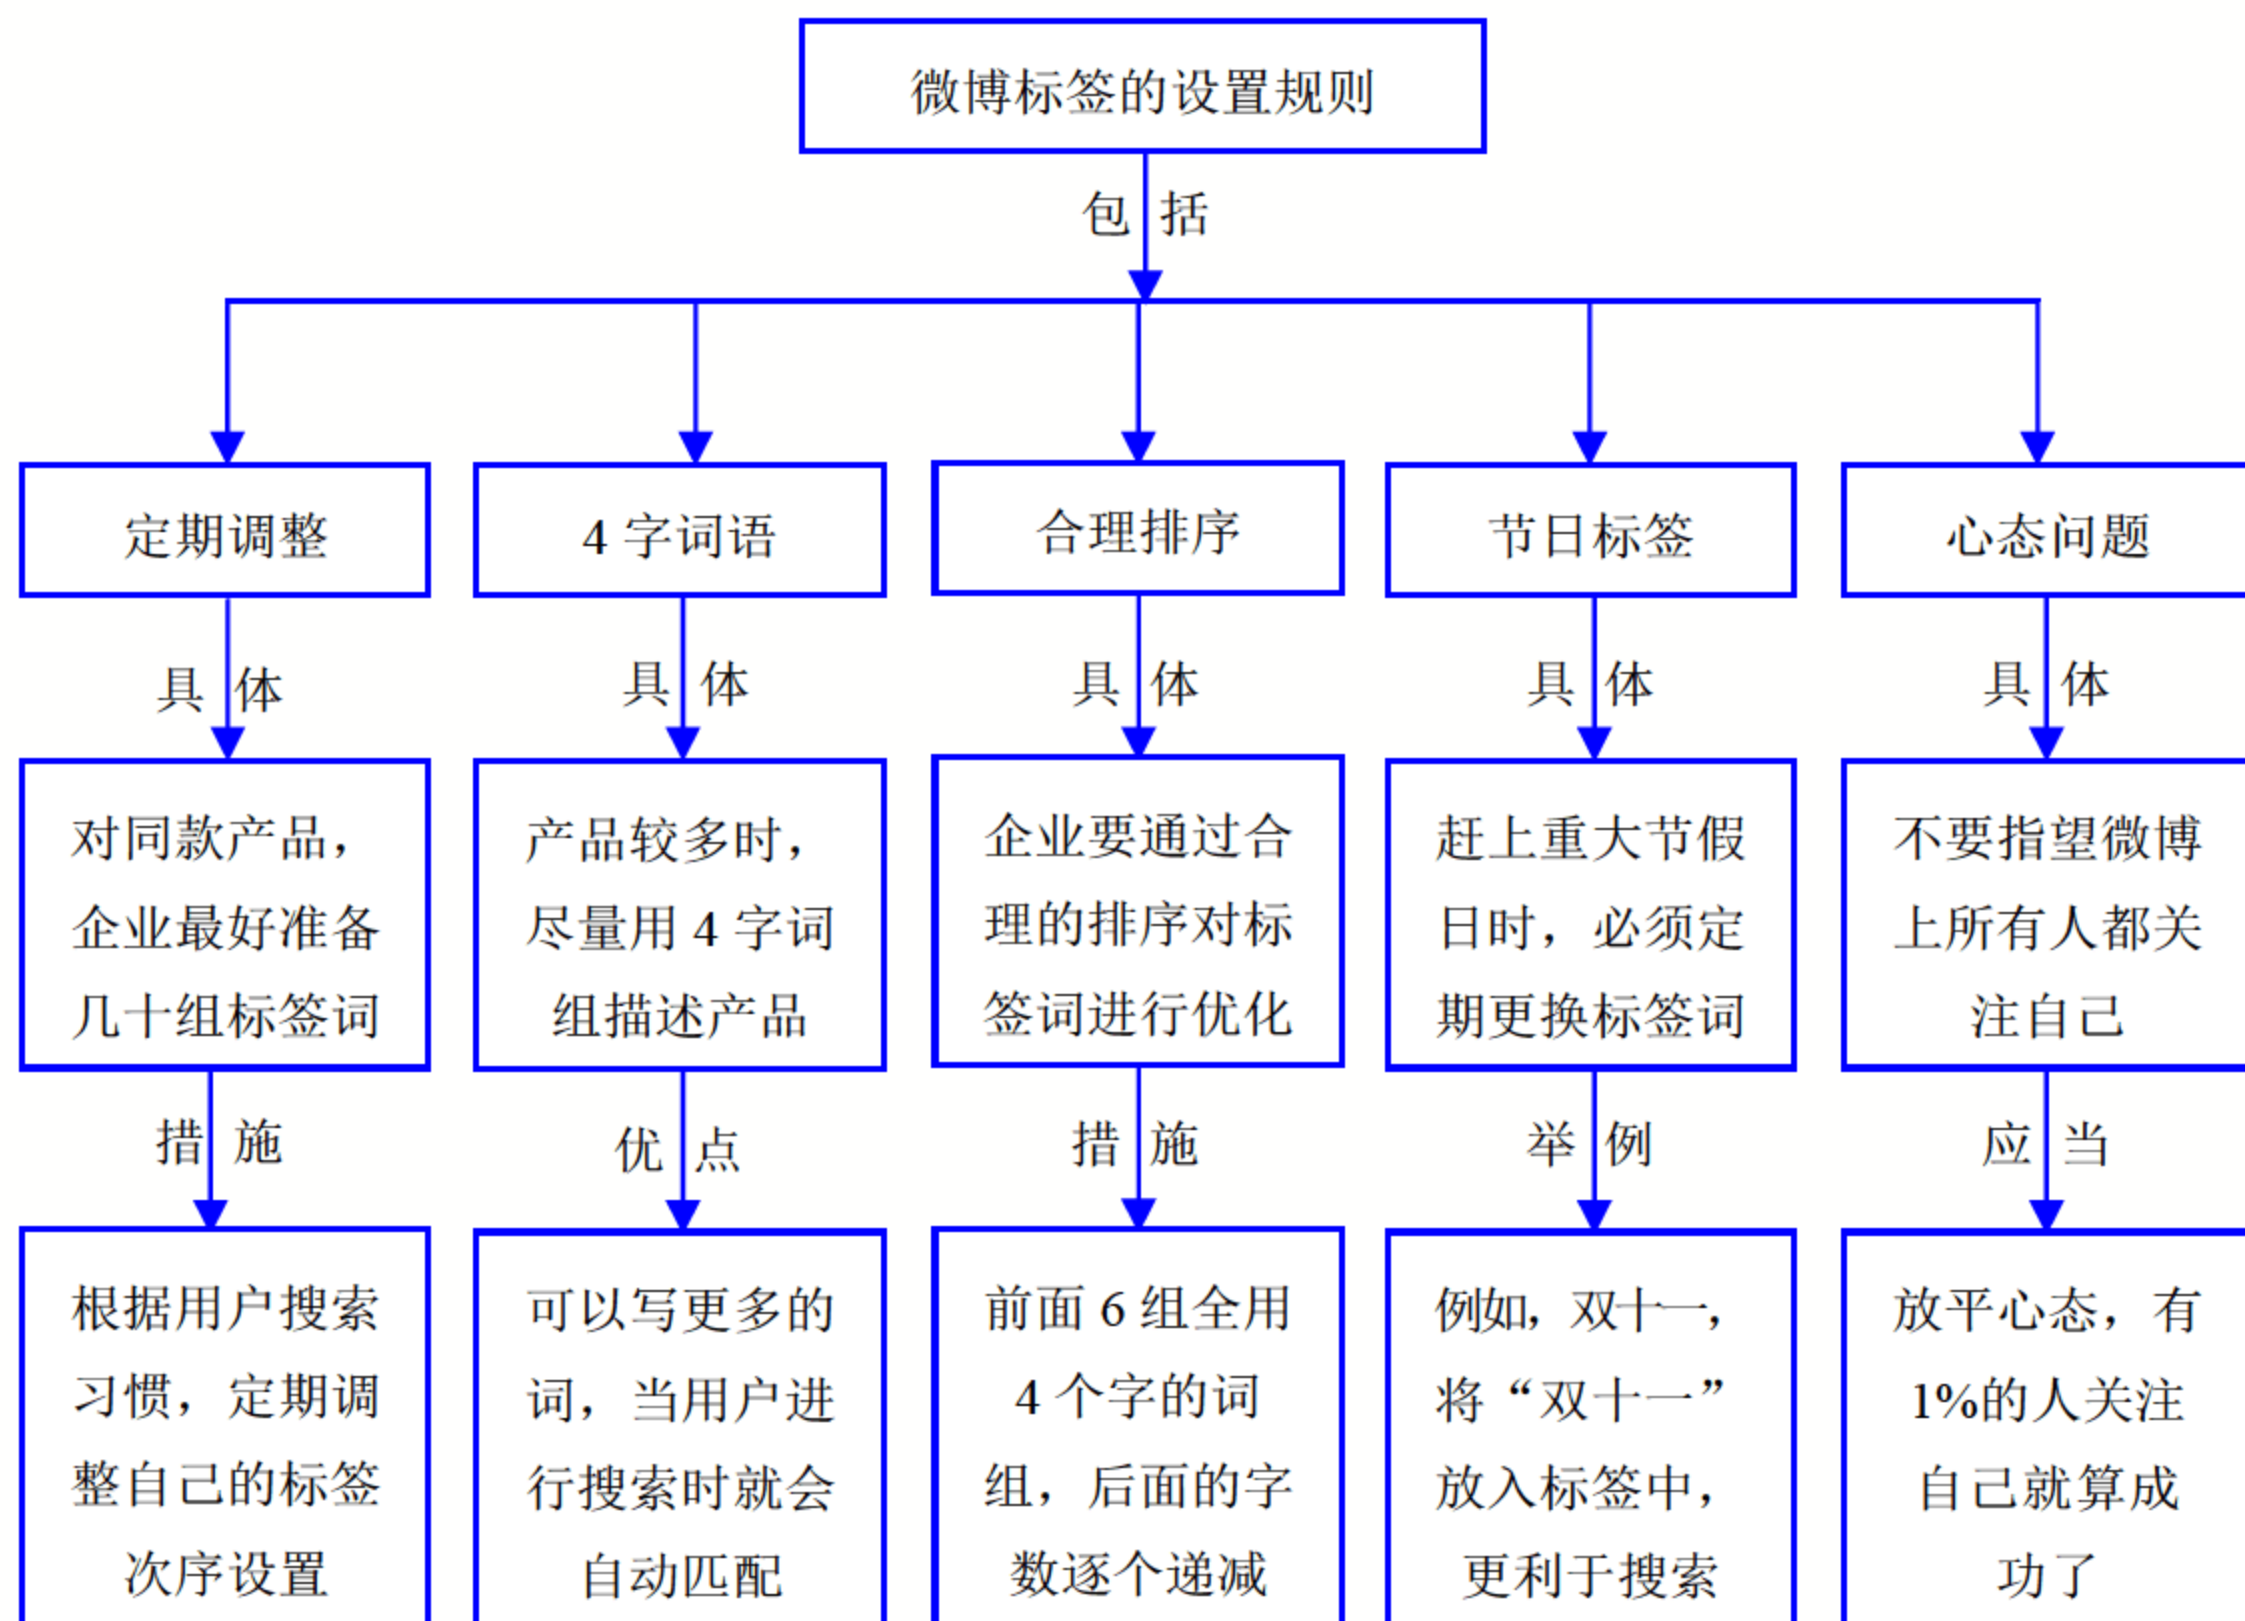 微博标签的设置规则
包括
定期调整
4 字词语
合理排序
节日标签
心态问题
具体
具体
具体
具体
具体
对同款产品，
企业最好准备
几十组标签词
产品较多时，
尽量用 4 字词
组描述产品
企业要通过合
理的排序对标
签词进行优化
赶上重大节假
日时，必须定
期更换标签词
不要指望微博
上所有人都关
注自己
措施
优点
措施
举例
应当
根据用户搜索
习惯，定期调
整自己的标签
次序设置
可以写更多的
词，当用户进
行搜索时就会
自动匹配
前面 6 组全用
4 个字的词
组，后面的字
数逐个递减
例如，双十一，
将“双十一”
放入标签中，
更利于搜索
放平心态，有
1%的人关注
自己就算成
功了